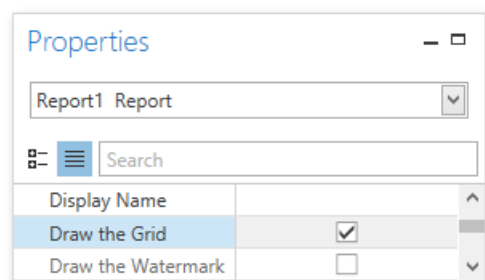 Properties
Report1 Report
Search
Display Name
Draw the Grid
Draw the Watermark